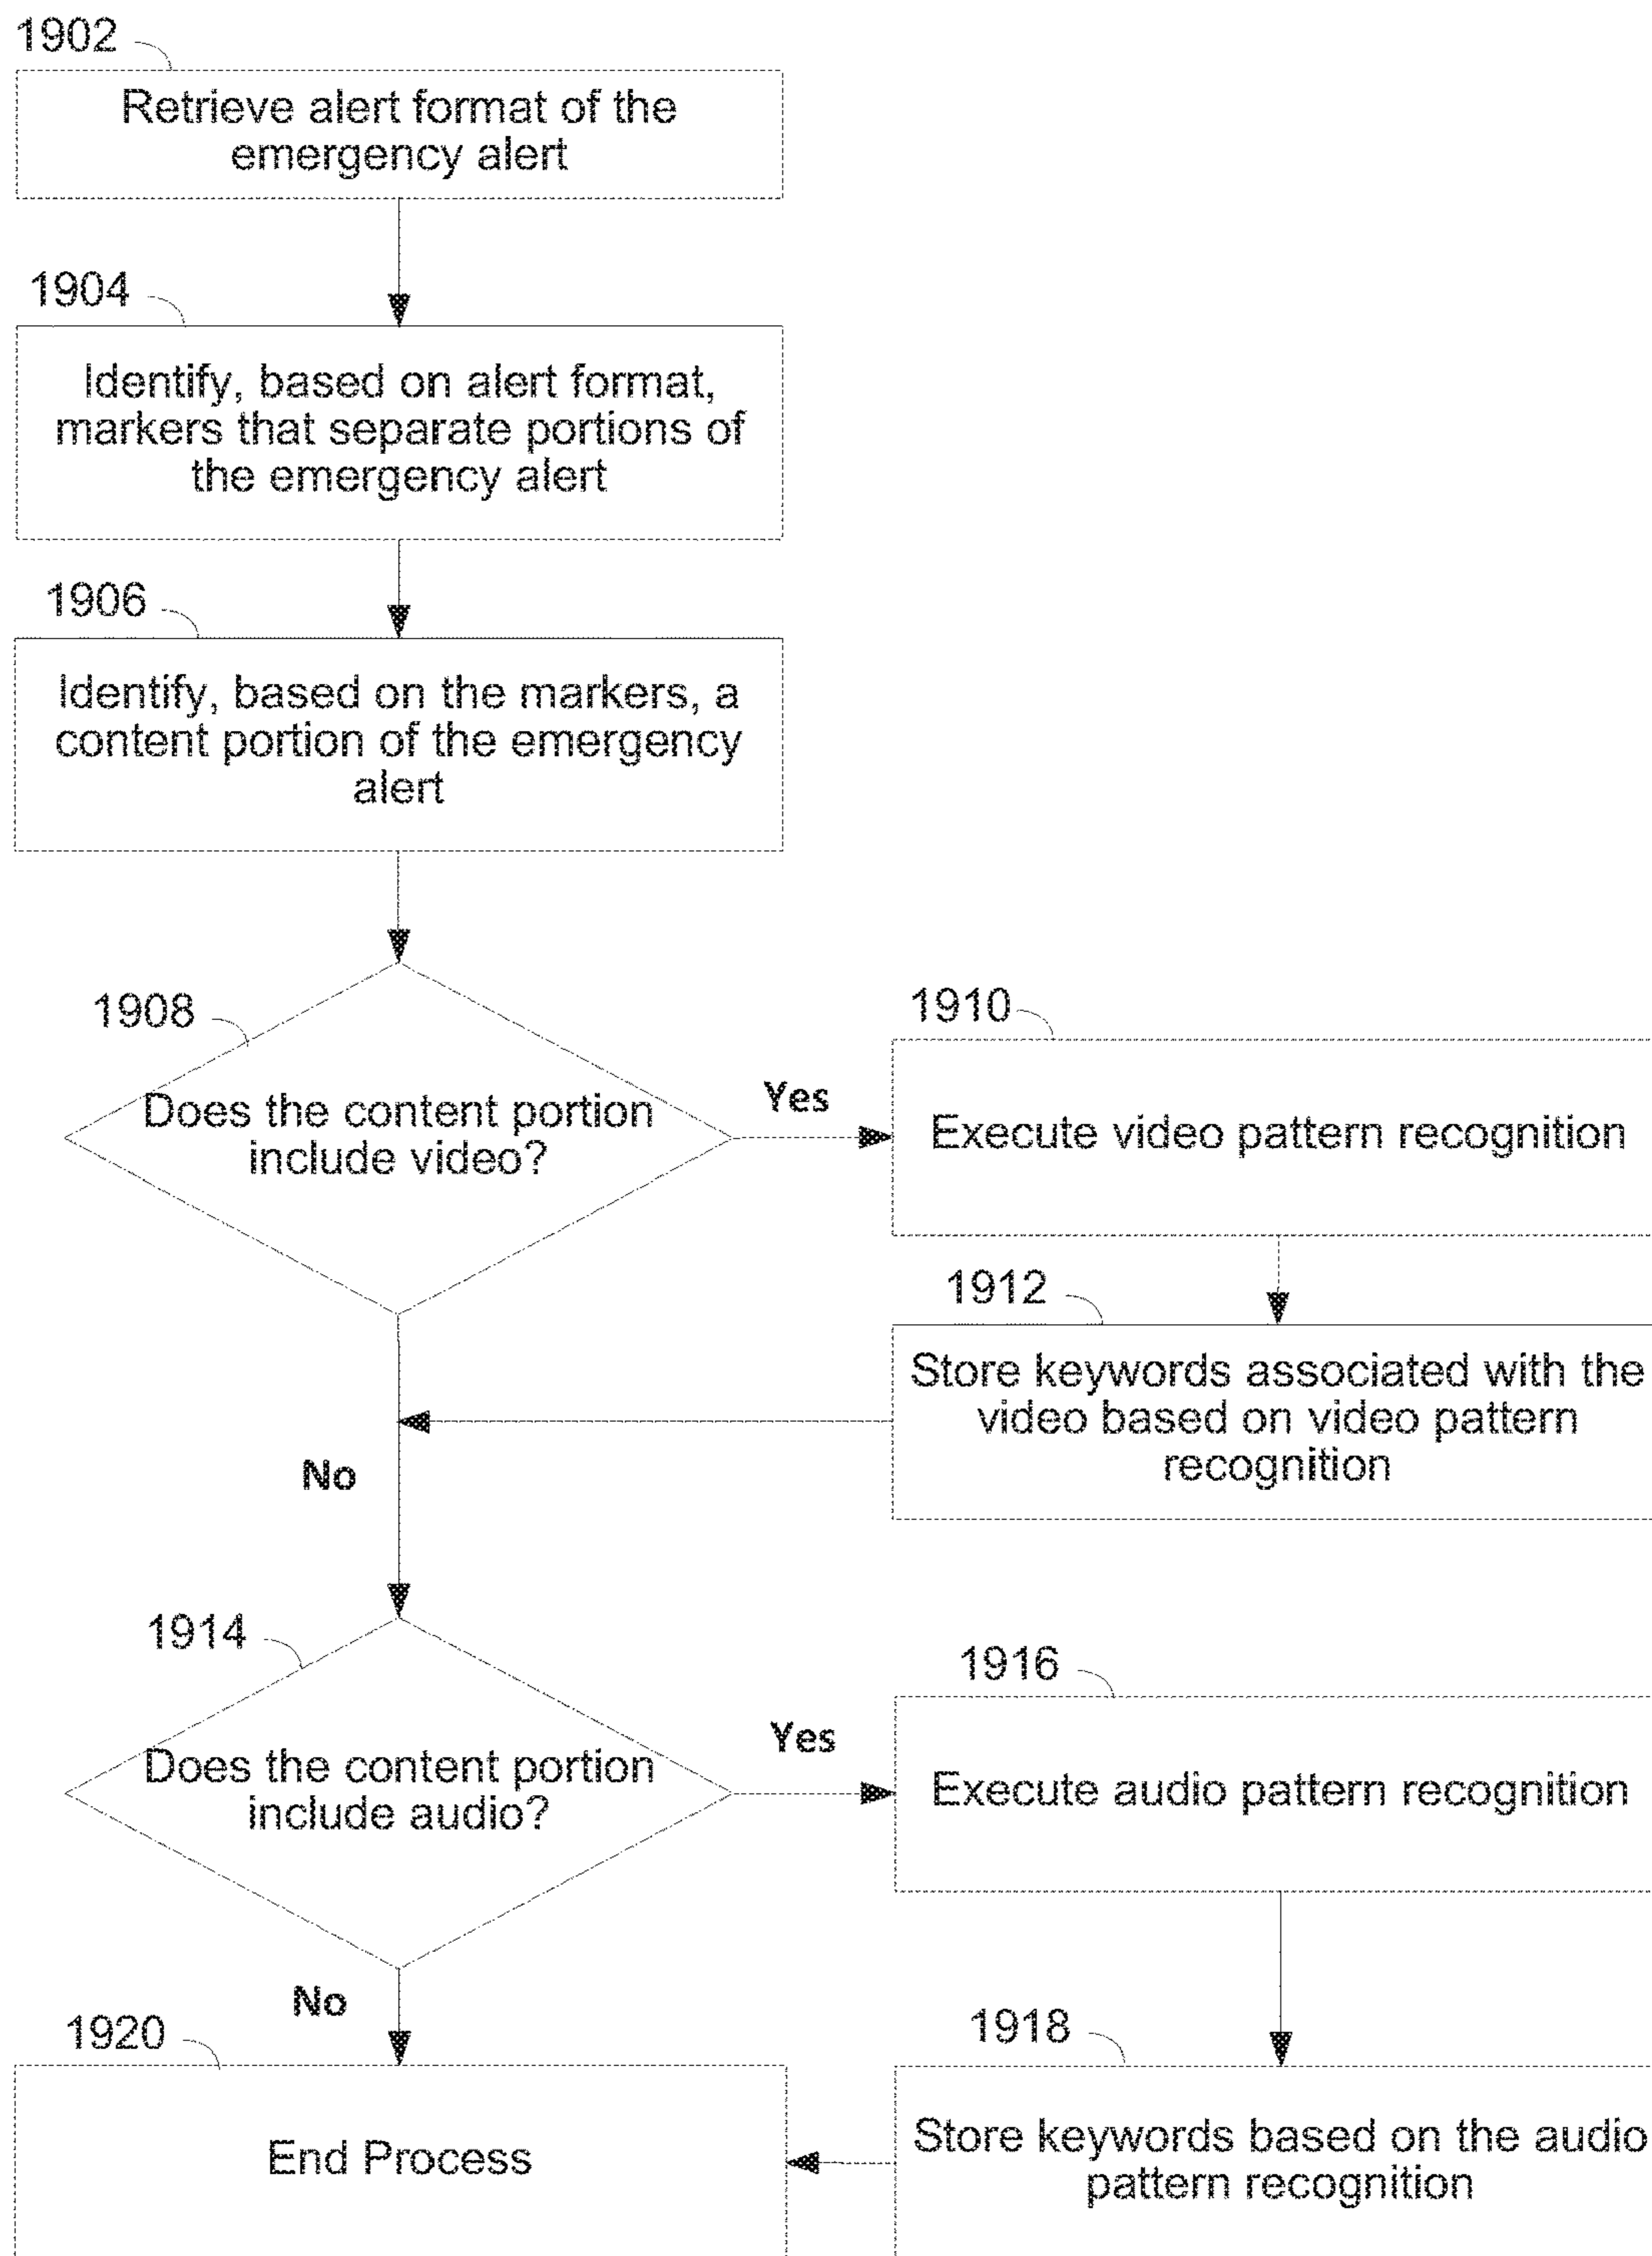 1902
Retrieve alert format of the
emergency alert
1904
Identify, based on alert format,
markers that separate portions of
the emergency alert
1906
Identify, based on the markers, a
content portion of the emergency
alert
1908
Does the content portion
include video?
Yes
1910
Execute video pattern recognition
1912
Store keywords associated with the
video based on video pattern
recognition
No
1914
Does the content portion
include audio?
Yes
1916
Execute audio pattern recognition
No
1918
Store keywords based on the audio
pattern recognition
1920
End Process